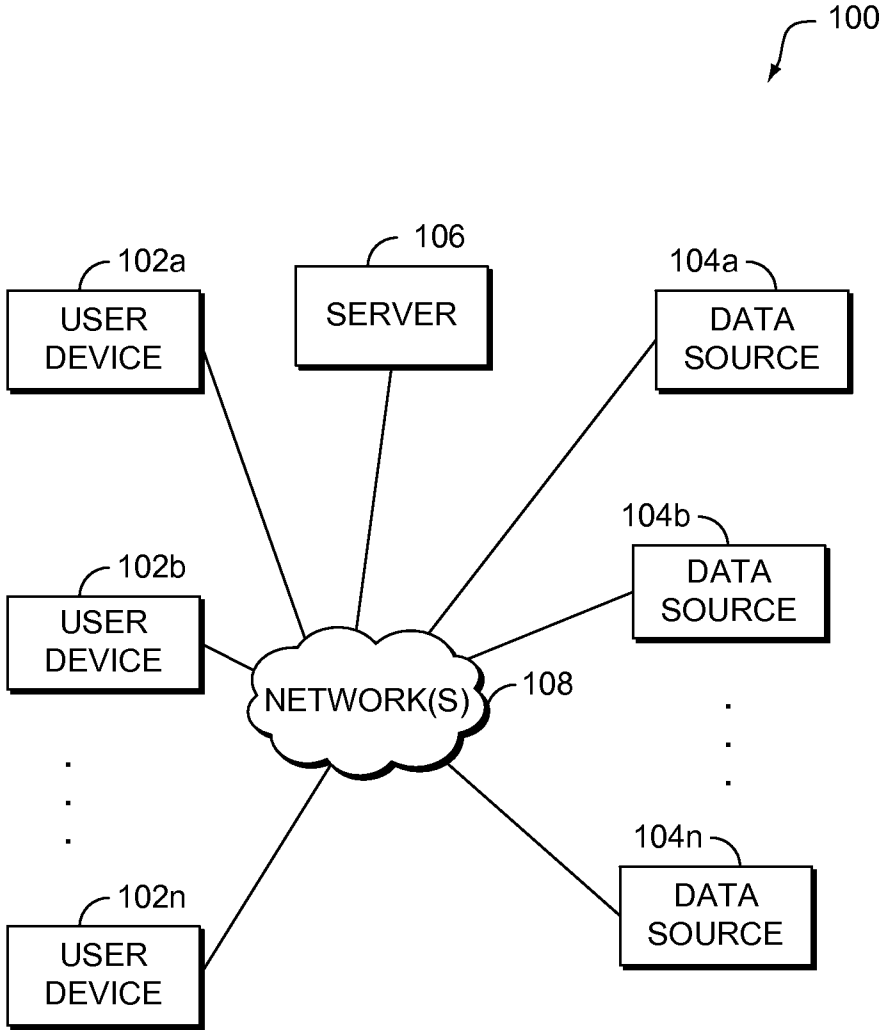 100
106
102a
104a
USER
DEVICE
SERVER
DATA
SOURCE
104b
102b
DATA
SOURCE
USER
DEVICE
NETWORK(S)
108
104n
102n
DATA
SOURCE
USER
DEVICE